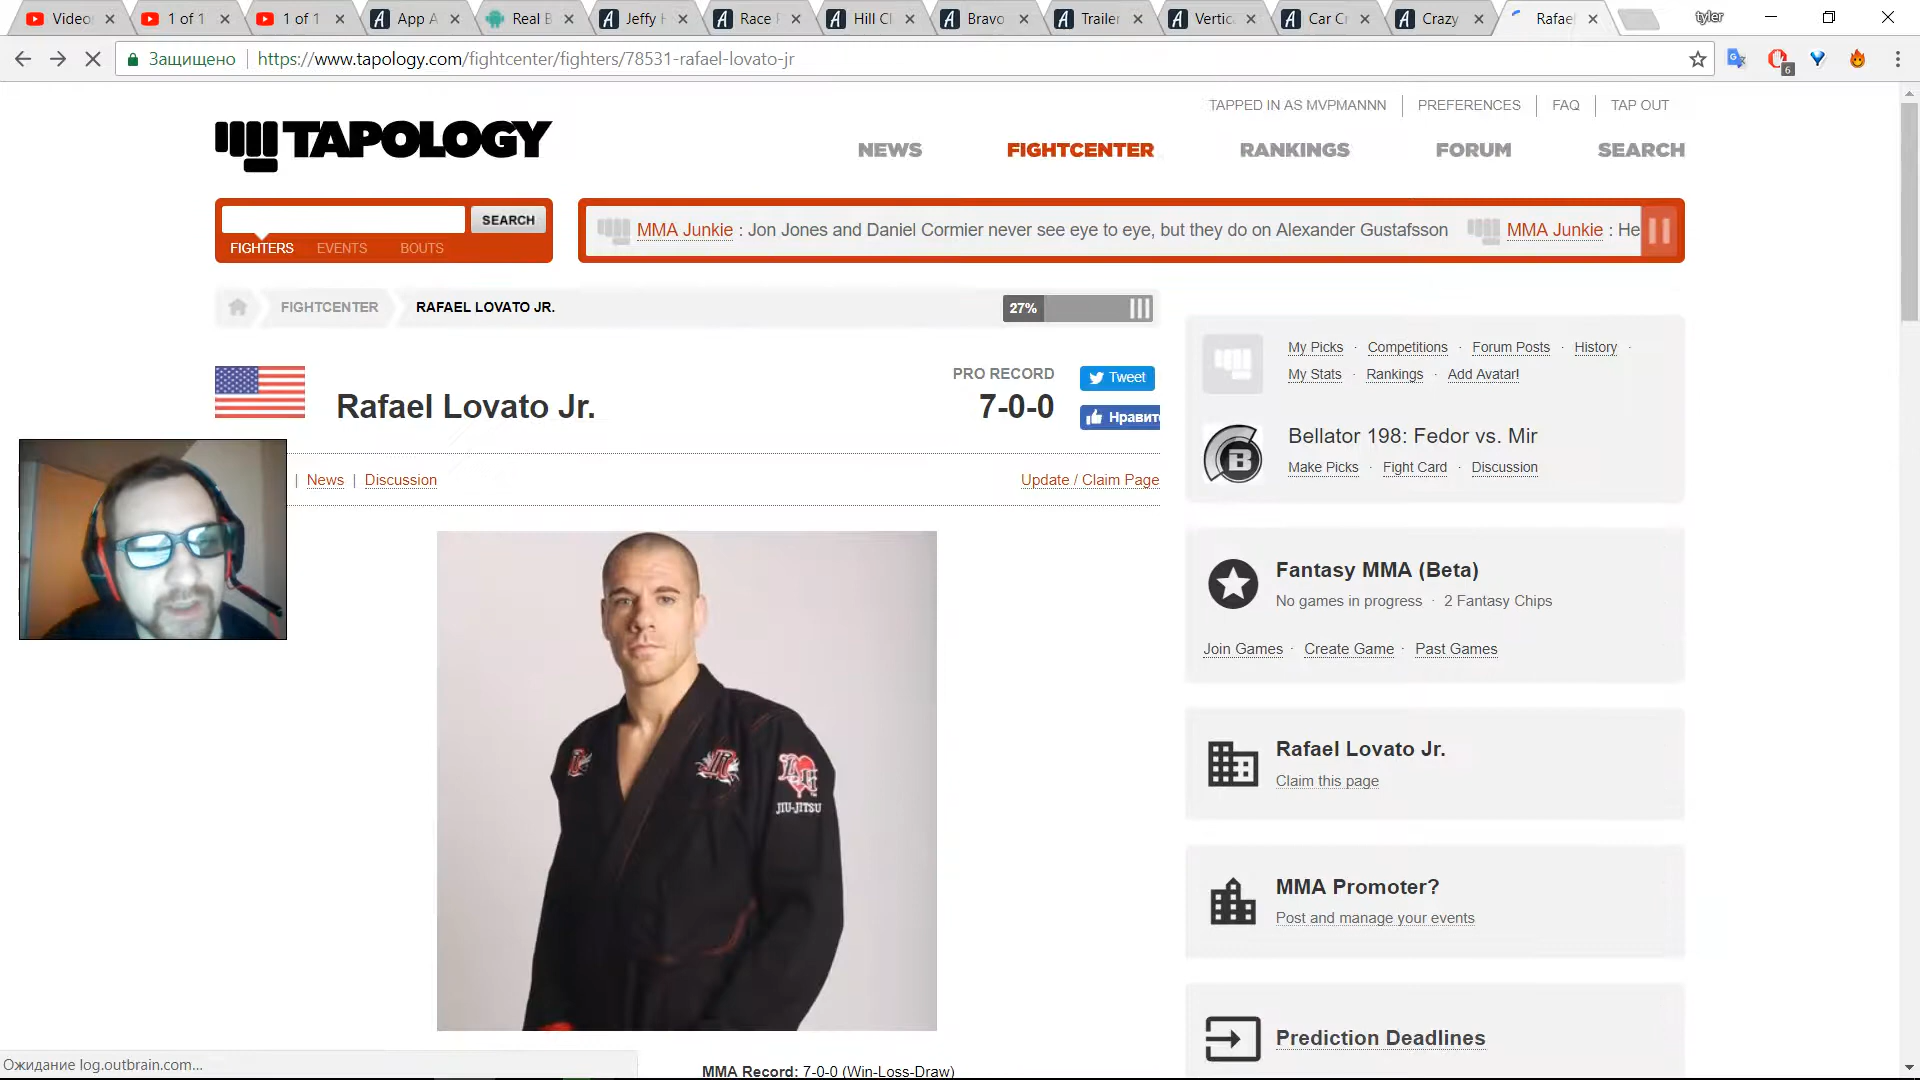 Video
1 of 1
1 of 1
App A
Real B
Jeffy H
Race
Hill Cl
Bravo
Trailer
Vertic
Car Cr
Crazy
Rafael
tyler
Защищено
https://www.tapology.com/fightcenter/fighters/78531-rafael-lovato-jr
6
TAPPED IN AS MVPMANNN
PREFERENCES
FAQ
TAP OUT
TAPOLOGY
NEWS
FIGHTCENTER
RANKINGS
FORUM
SEARCH
SEARCH
FIGHTERS
EVENTS
BOUTS
MMA Junkie : Jon Jones and Daniel Cormier never see eye to eye, but they do on Alexander Gustafsson
MMA Junkie : He
FIGHTCENTER
RAFAEL LOVATO JR.
27%
Rafael Lovato Jr.
PRO RECORD
7-0-0
Tweet
Нравит
| News | Discussion
Update / Claim Page
JIU-JITSU
MMA Record: 7-0-0 (Win-Loss-Draw)
My Picks · Competitions · Forum Posts · History ·
My Stats · Rankings · Add Avatar!
B
Bellator 198: Fedor vs. Mir
Make Picks · Fight Card · Discussion
Fantasy MMA (Beta)
No games in progress · 2 Fantasy Chips
Join Games · Create Game · Past Games
Rafael Lovato Jr.
Claim this page
MMA Promoter?
Post and manage your events
Prediction Deadlines
Ожидание log.outbrain.com...